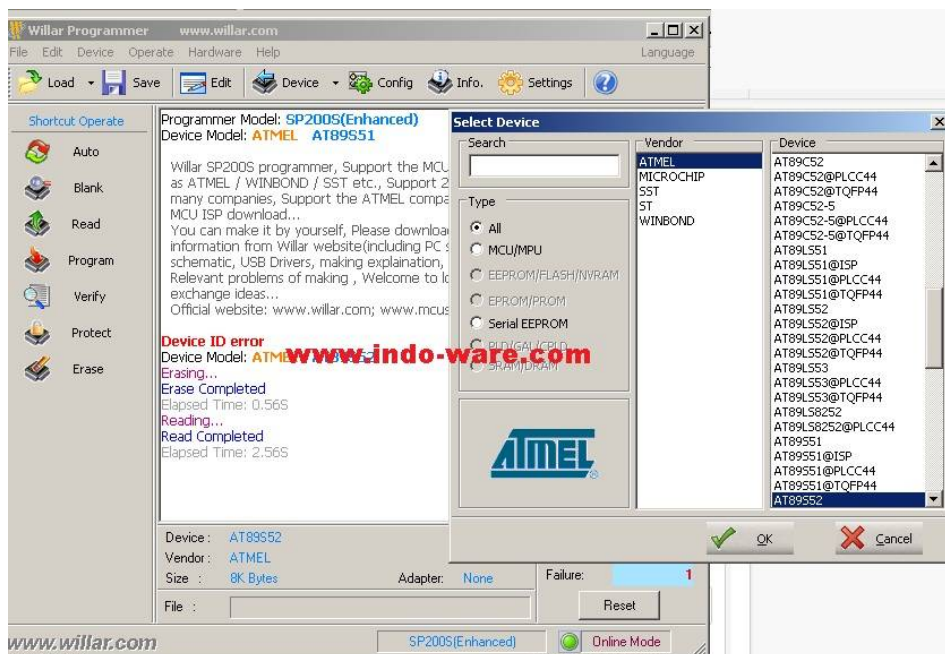 Willar Programmer www.willar.com
File Edit Device Operate Hardware Help Language
Load Save Edit Device Config Info. Settings
Shortcut Operate
Auto
Blank
Read
Program
Verify
Protect
Erase
Programmer Model: SP200S(Enhanced)
Device Model: ATMEL AT89S51
Willar SP200S programmer, Support the MCU
as ATMEL / WINBOND / SST etc., Support 2
many companies, Support the ATMEL compa
MCU ISP download...
You can make it by yourself, Please downloa
information from Willar website(including PC s
schematic, USB Drivers, making explaination,
Relevant problems of making , Welcome to lo
exchange ideas...
Official website: www.willar.com; www.mcus
Device ID error
Device Model: ATMEL AT89S52
Erasing...
Erase Completed
Elapsed Time: 0.56S
Reading...
Read Completed
Elapsed Time: 2.56S
www.indo-ware.com
Device : AT89S52
Vendor : ATMEL
Size : 8K Bytes Adapter: None
File :
Failure: 1
Reset
www.willar.com
SP200S(Enhanced) Online Mode
Select Device
Search
Type
All
MCU/MPU
EEPROM/FLASH/NVRAM
EPROM/PROM
Serial EEPROM
PLD/GAL/CPLD
SRAM/DRAM
ATMEL
Vendor
ATMEL
MICROCHIP
SST
ST
WINBOND
Device
AT89C52
AT89C52@PLCC44
AT89C52@TQFP44
AT89C52-5
AT89C52-5@PLCC44
AT89C52-5@TQFP44
AT89LS51
AT89LS51@ISP
AT89LS51@PLCC44
AT89LS51@TQFP44
AT89LS52
AT89LS52@ISP
AT89LS52@PLCC44
AT89LS52@TQFP44
AT89LS53
AT89LS53@PLCC44
AT89LS53@TQFP44
AT89LS8252
AT89LS8252@PLCC44
AT89S51
AT89S51@ISP
AT89S51@PLCC44
AT89S51@TQFP44
AT89S52
OK Cancel